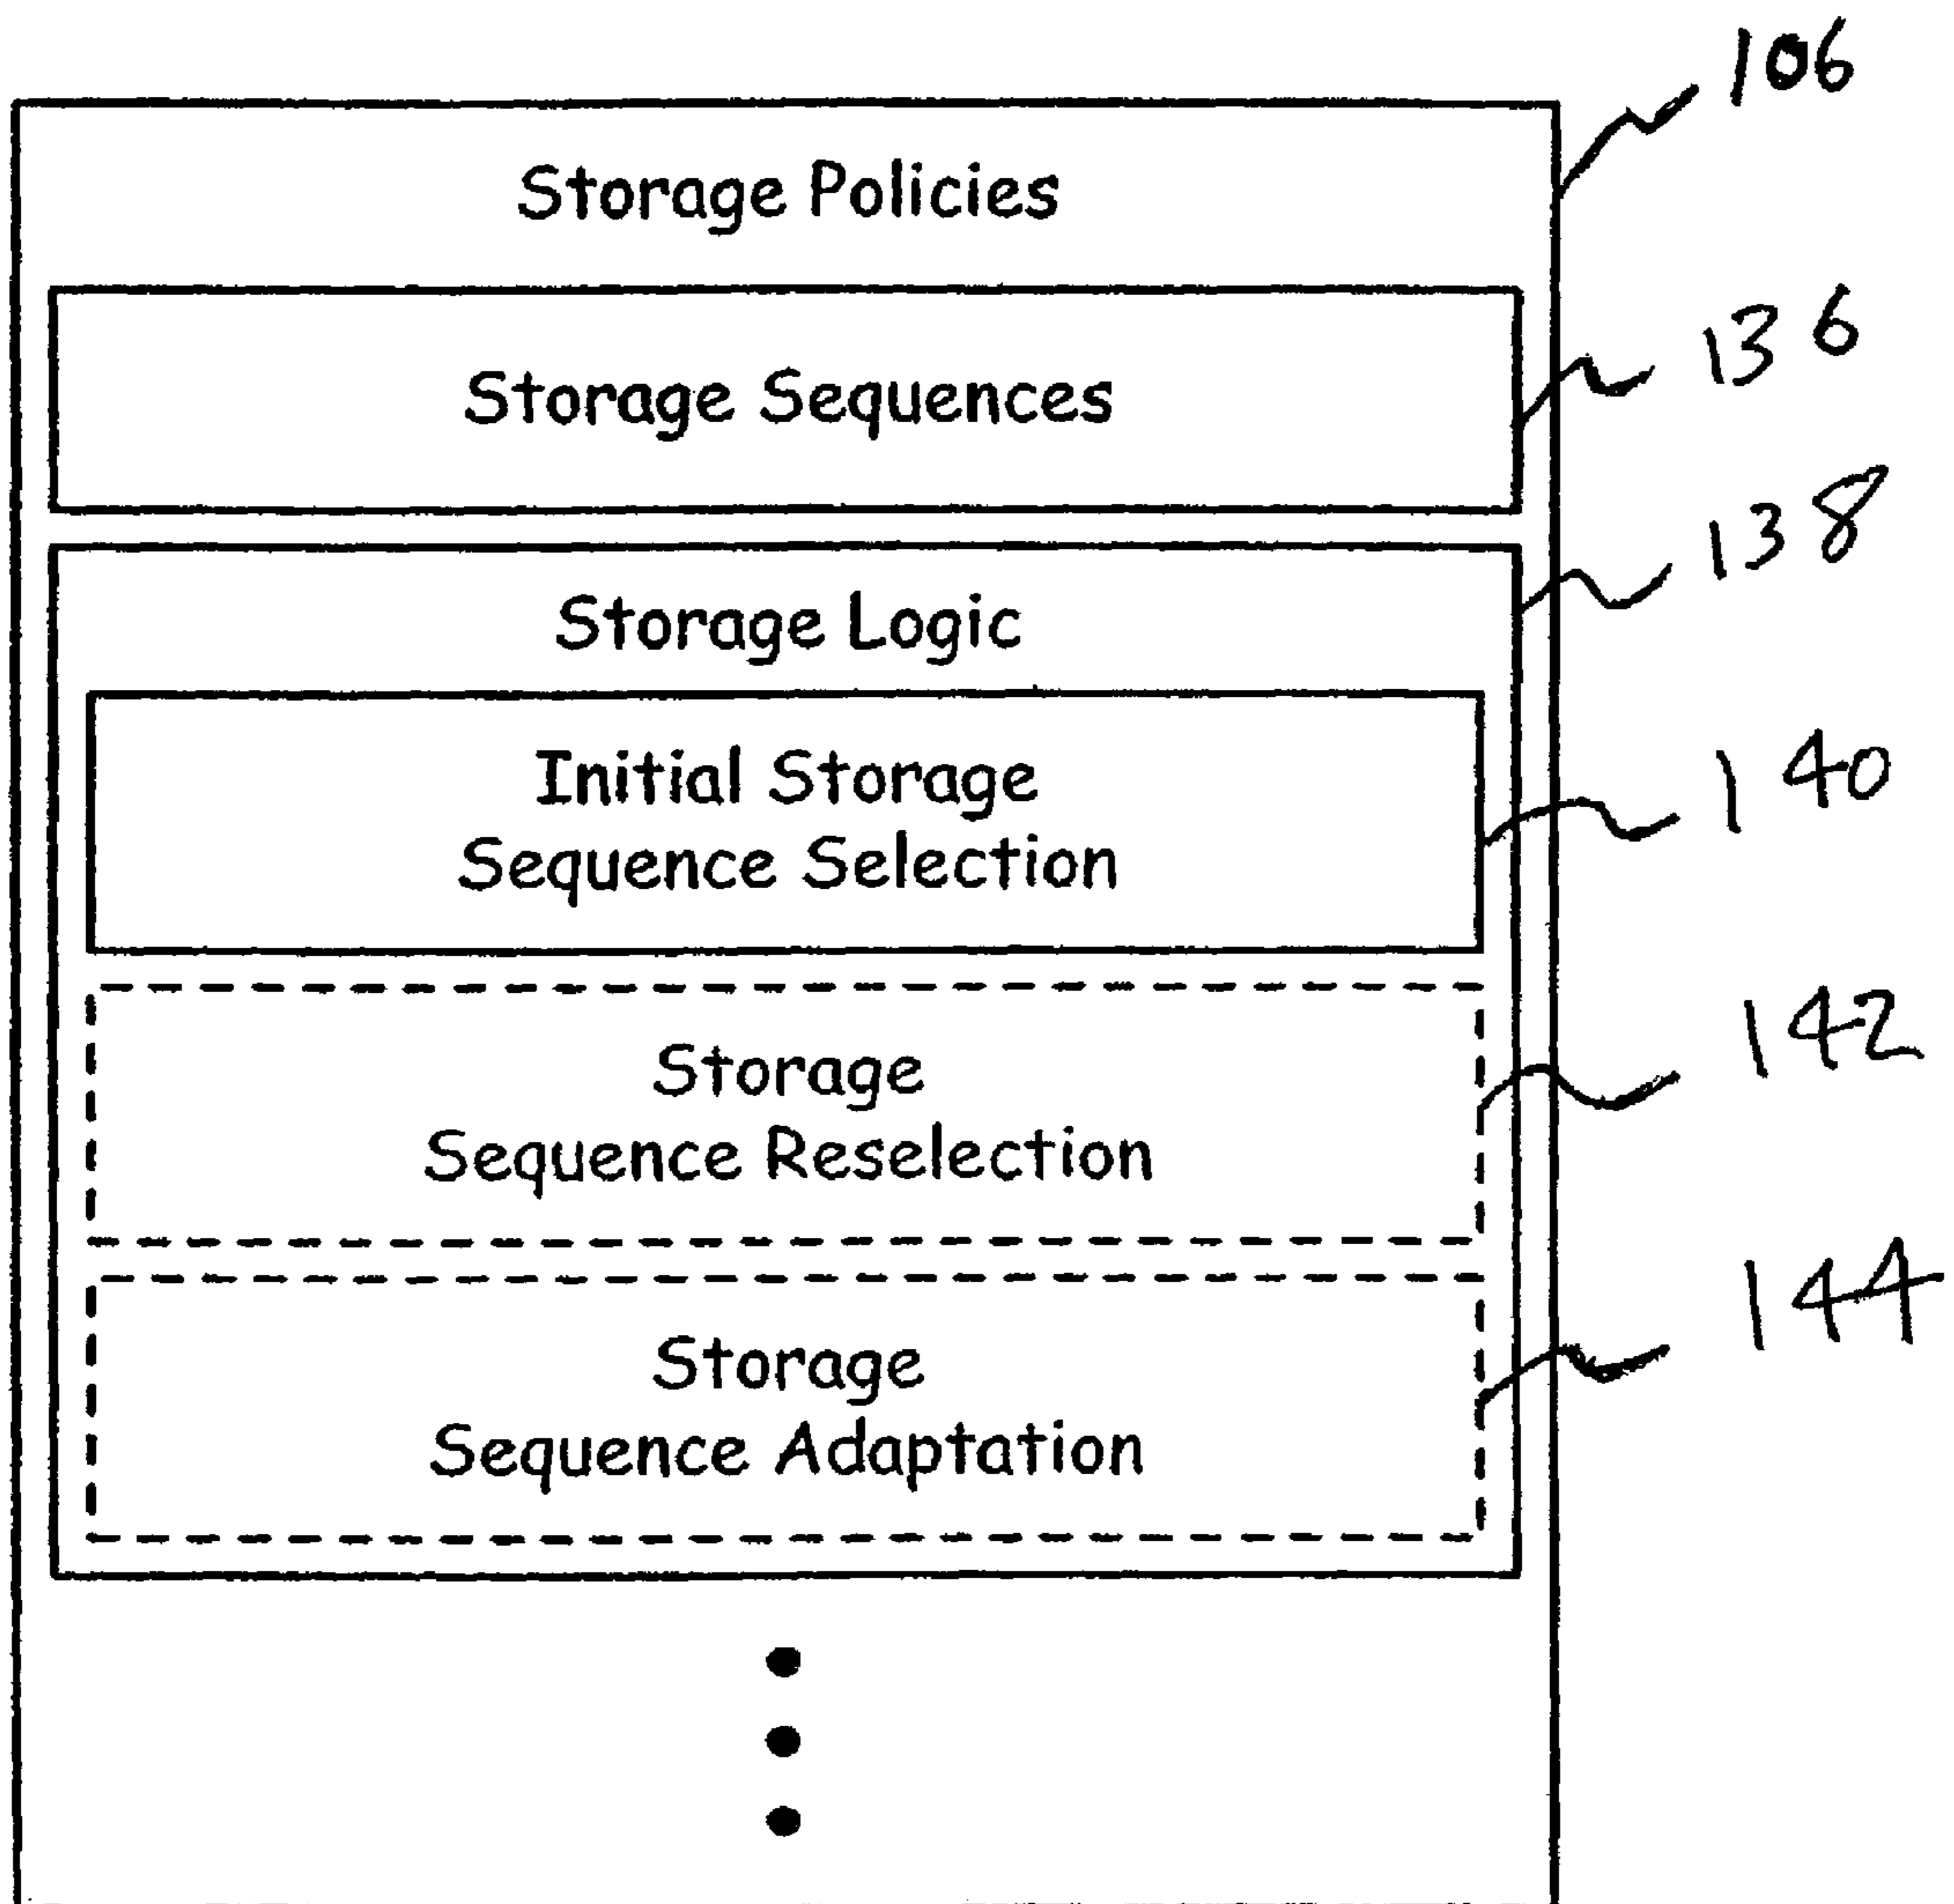 106
Storage Policies
136
Storage Sequences
138
Storage Logic
140
Initial Storage
Sequence Selection
142
Storage
Sequence Reselection
144
Storage
Sequence Adaptation